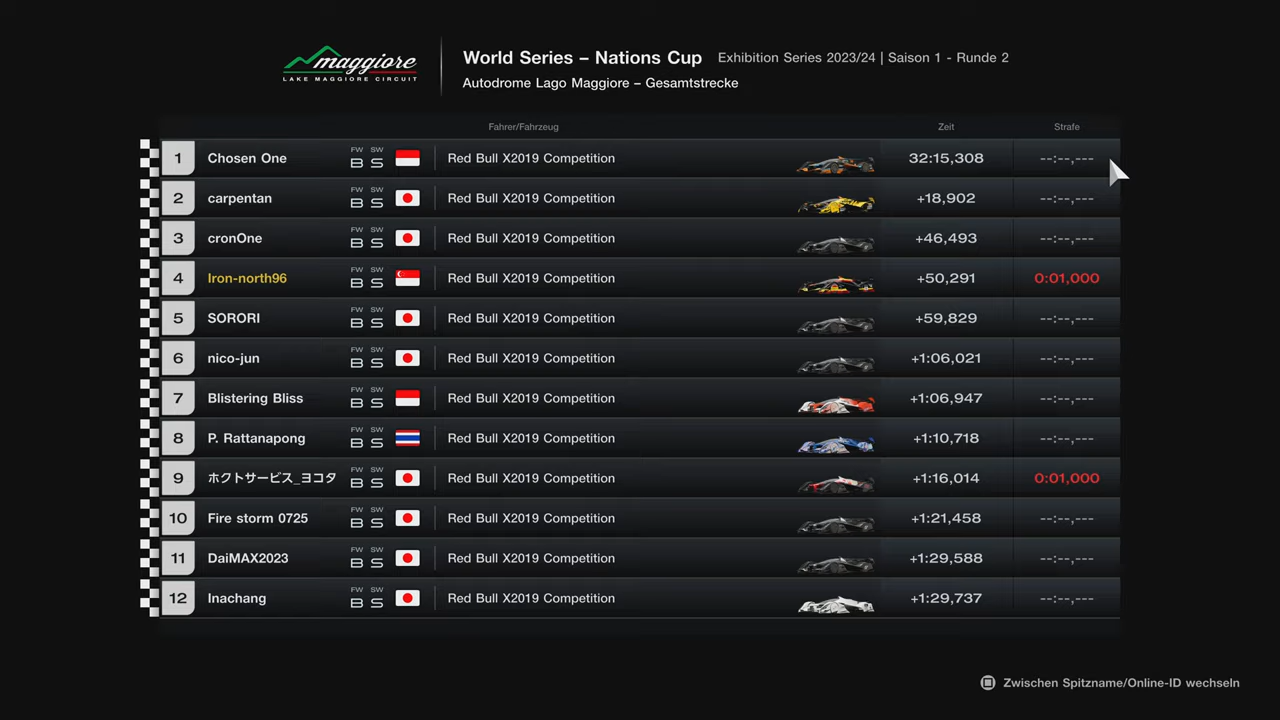 maggiore
LAKE MAGGIORE CIRCUIT
World Series – Nations Cup Exhibition Series 2023/24 | Saison 1 - Runde 2
Autodrome Lago Maggiore – Gesamtstrecke
Fahrer/Fahrzeug Zeit Strafe
1 Chosen One FW B SW S Red Bull X2019 Competition 32:15,308 --:--,---
2 carpentan FW B SW S Red Bull X2019 Competition +18,902 --:--,---
3 cronOne FW B SW S Red Bull X2019 Competition +46,493 --:--,---
4 Iron-north96 FW B SW S Red Bull X2019 Competition +50,291 0:01,000
5 SORORI FW B SW S Red Bull X2019 Competition +59,829 --:--,---
6 nico-jun FW B SW S Red Bull X2019 Competition +1:06,021 --:--,---
7 Blistering Bliss FW B SW S Red Bull X2019 Competition +1:06,947 --:--,---
8 P. Rattanapong FW B SW S Red Bull X2019 Competition +1:10,718 --:--,---
9 ホクトサービス_ヨコタ FW B SW S Red Bull X2019 Competition +1:16,014 0:01,000
10 Fire storm 0725 FW B SW S Red Bull X2019 Competition +1:21,458 --:--,---
11 DaiMAX2023 FW B SW S Red Bull X2019 Competition +1:29,588 --:--,---
12 Inachang FW B SW S Red Bull X2019 Competition +1:29,737 --:--,---
Zwischen Spitzname/Online-ID wechseln